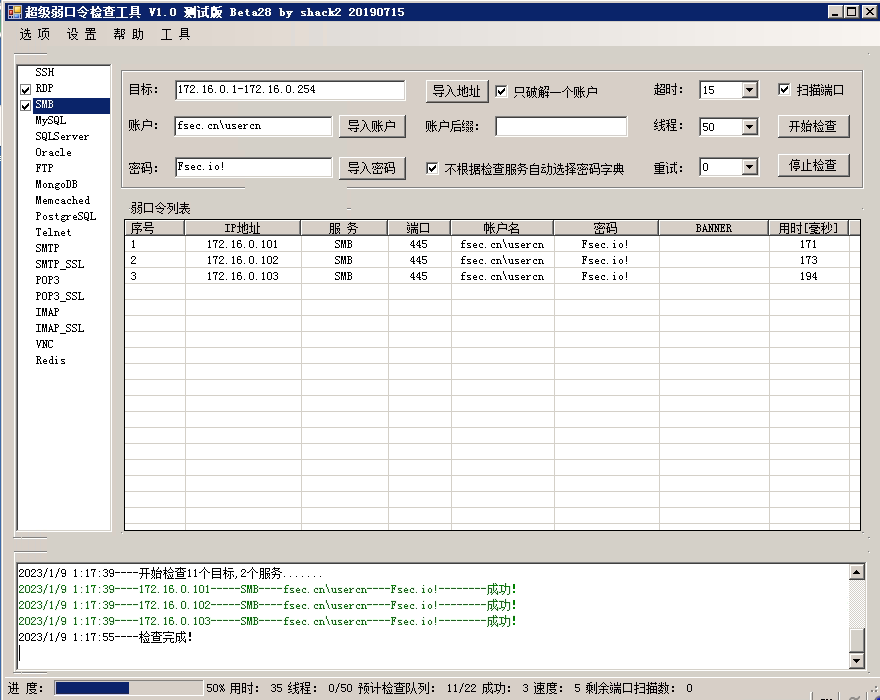 超级弱口令检查工具 V1.0 测试版 Beta28 by shack2 20190715
选 项 设 置 帮 助 工 具
SSH
RDP
SMB
MySQL
SQLServer
Oracle
FTP
MongoDB
Memcached
PostgreSQL
Telnet
SMTP
SMTP_SSL
POP3
POP3_SSL
IMAP
IMAP_SSL
VNC
Redis
目标: 172.16.0.1-172.16.0.254 导入地址 只破解一个账户 超时: 15 扫描端口
账户: fsec.cn\usercn 导入账户 账户后缀: 线程: 50 开始检查
密码: Fsec.io! 导入密码 不根据检查服务自动选择密码字典 重试: 0 停止检查
弱口令列表
序号 IP地址 服 务 端口 帐户名 密码 BANNER 用时[毫秒]
1 172.16.0.101 SMB 445 fsec.cn\usercn Fsec.io! 171
2 172.16.0.102 SMB 445 fsec.cn\usercn Fsec.io! 173
3 172.16.0.103 SMB 445 fsec.cn\usercn Fsec.io! 194
2023/1/9 1:17:39----开始检查11个目标,2个服务.......
2023/1/9 1:17:39----172.16.0.101-----SMB----fsec.cn\usercn----Fsec.io!--------成功!
2023/1/9 1:17:39----172.16.0.102-----SMB----fsec.cn\usercn----Fsec.io!--------成功!
2023/1/9 1:17:39----172.16.0.103-----SMB----fsec.cn\usercn----Fsec.io!--------成功!
2023/1/9 1:17:55----检查完成!
进 度: 50% 用时: 35 线程: 0/50 预计检查队列: 11/22 成功: 3 速度: 5 剩余端口扫描数: 0